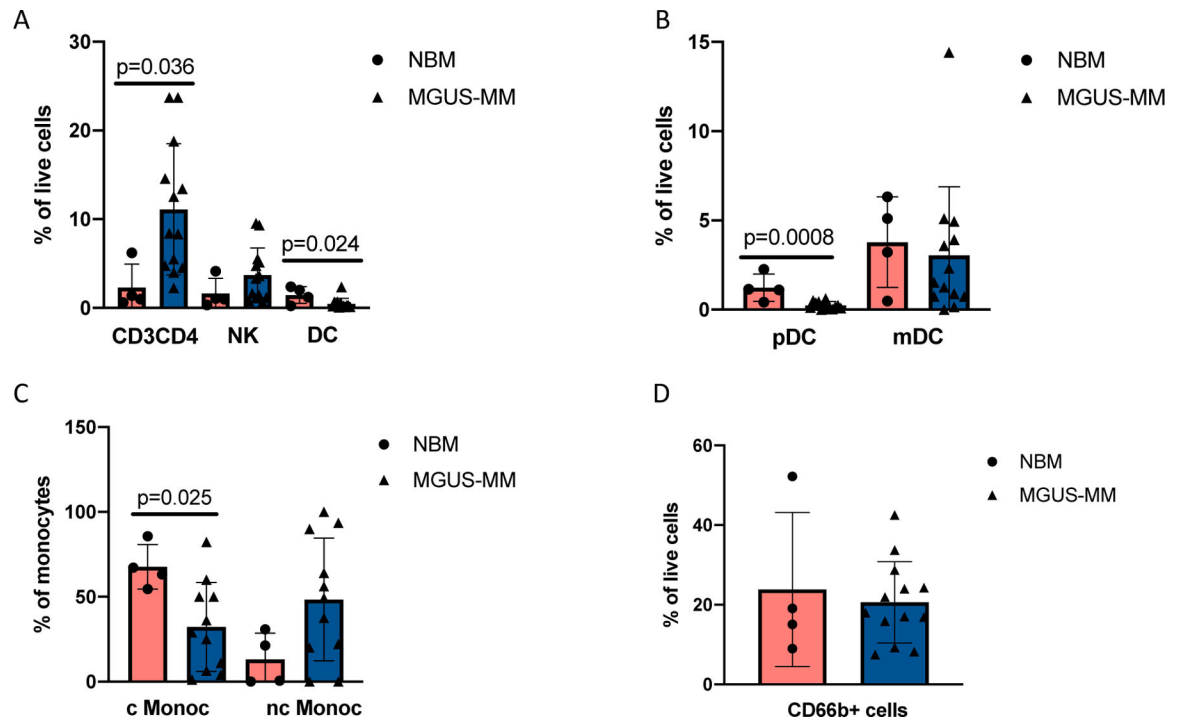 A
30
20
10
0
% of live cells
p=0.036
p=0.024
CD3CD4 NK DC
NBM
MGUS-MM
B
15
10
5
0
% of live cells
p=0.0008
pDC mDC
NBM
MGUS-MM
C
150
100
50
0
% of monocytes
p=0.025
c Monoc nc Monoc
NBM
MGUS-MM
D
60
40
20
0
% of live cells
CD66b+ cells
NBM
MGUS-MM